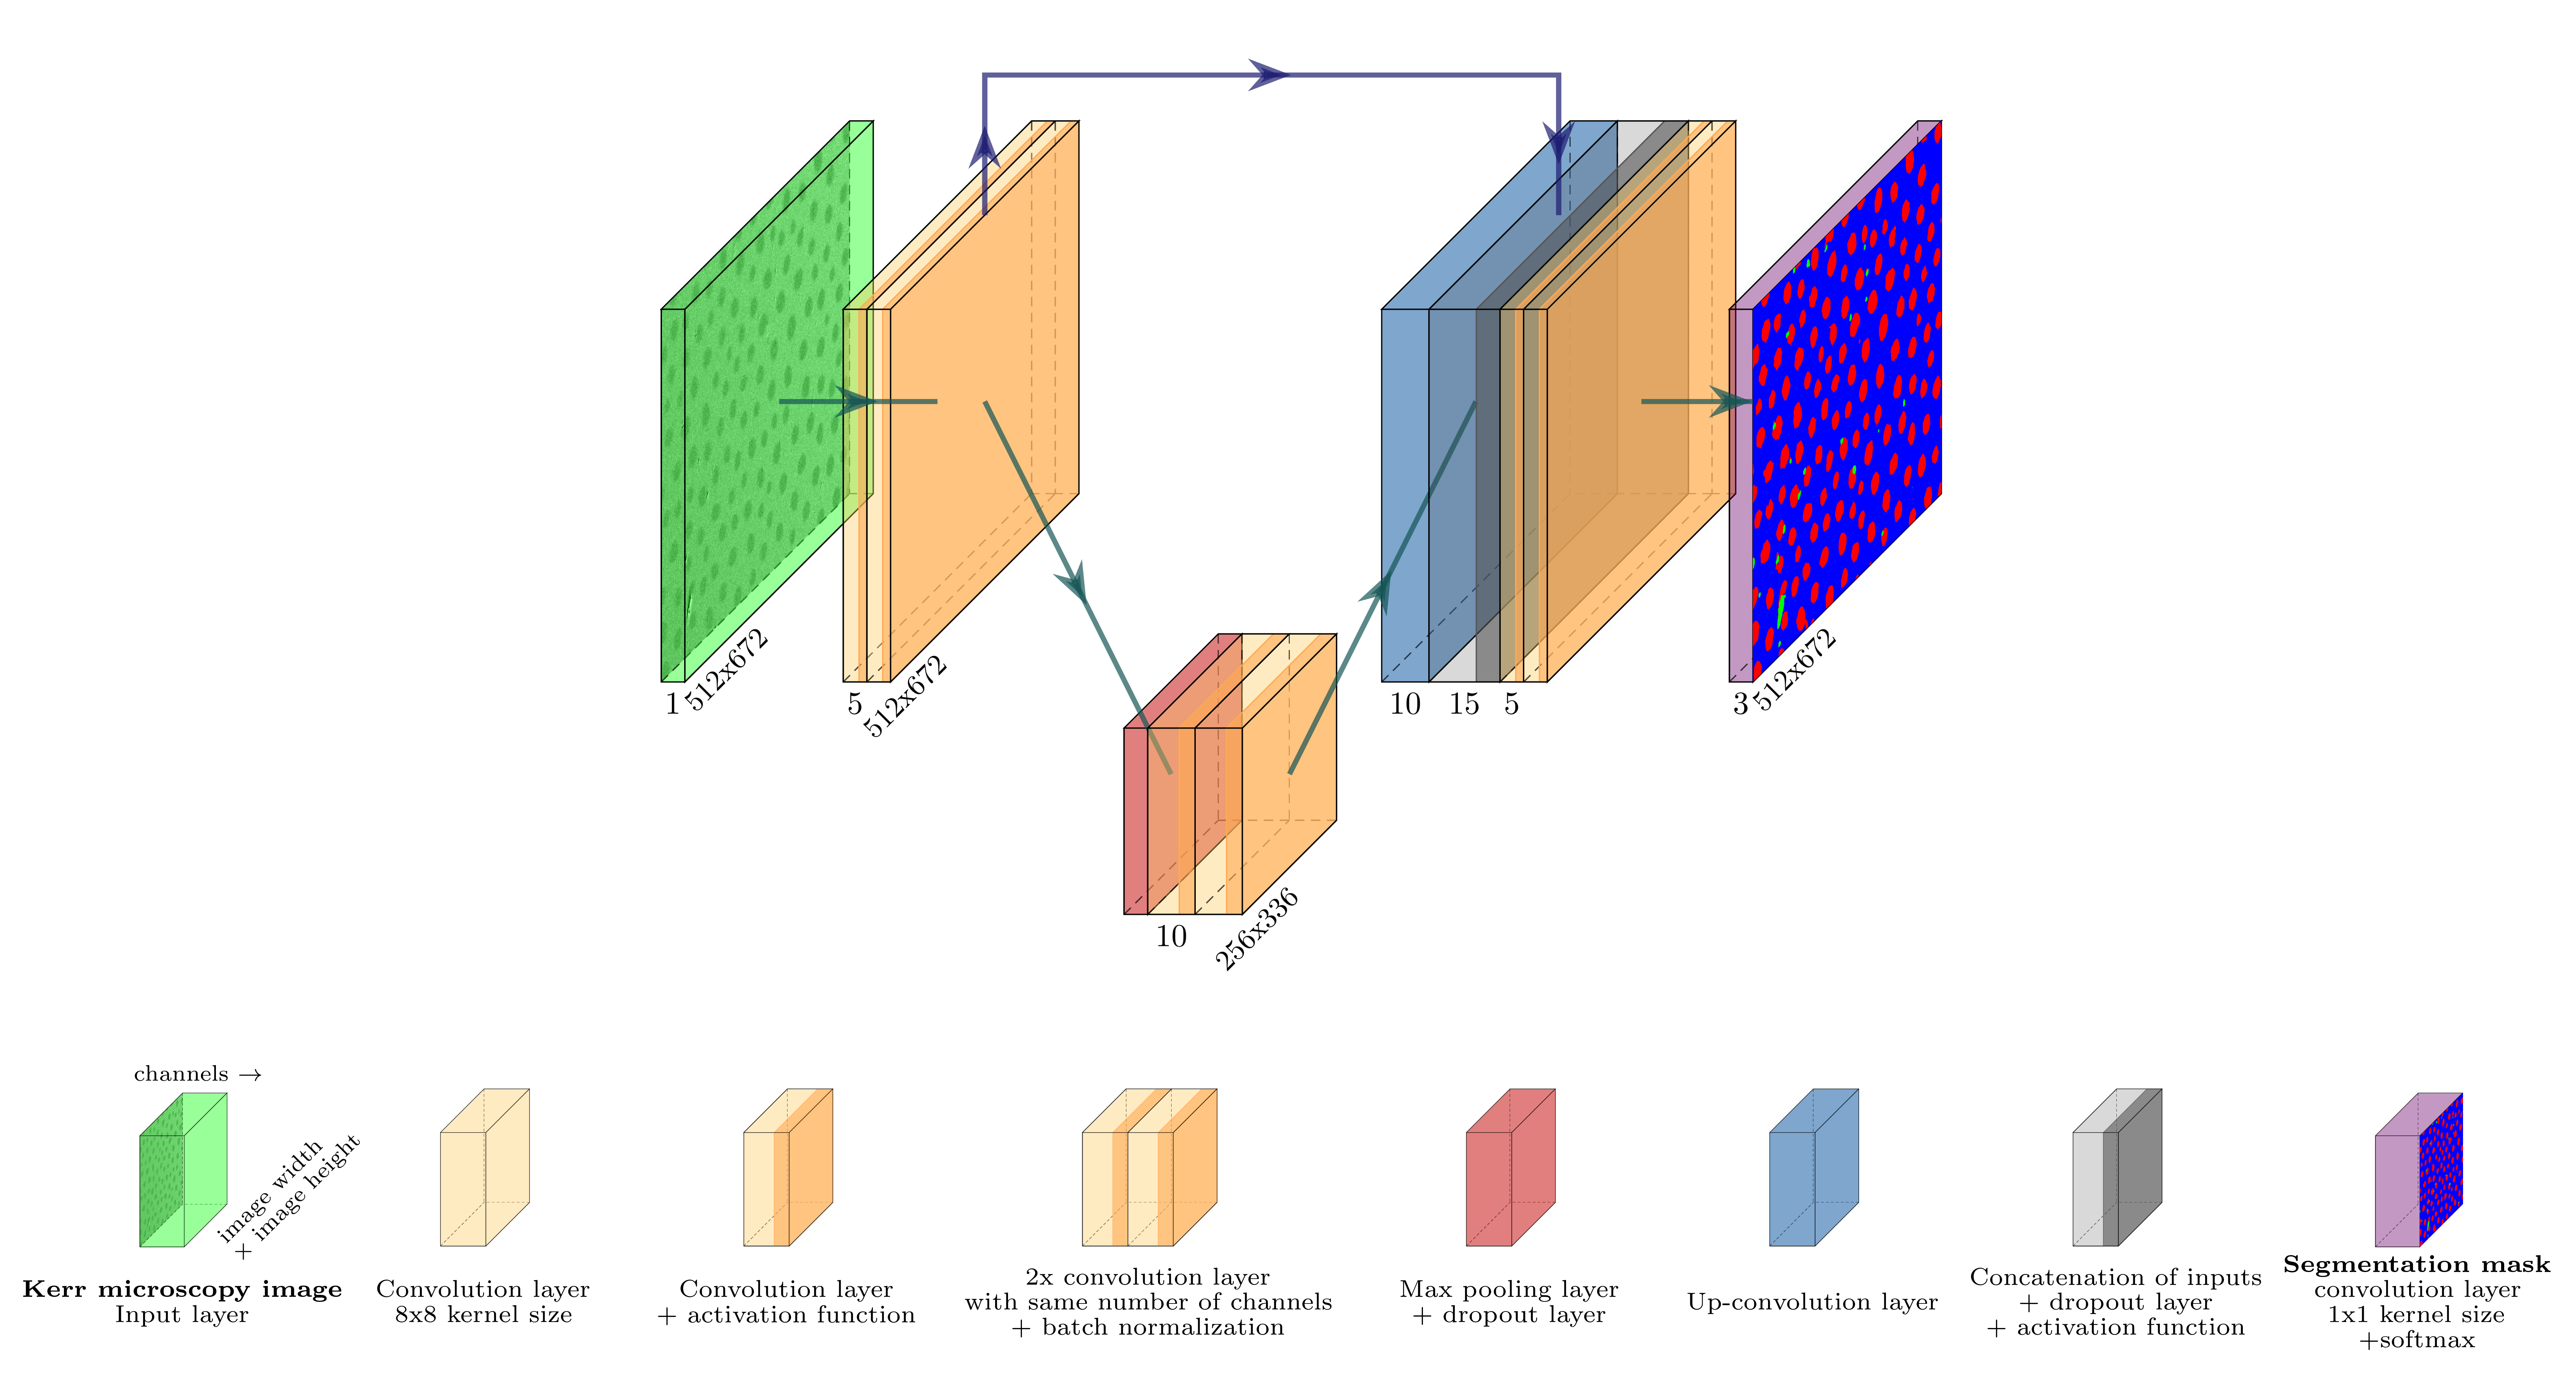 1
512x672
5
512x672
10
256x336
10
15
5
3
512x672
channels →
image width
+ image height
Kerr microscopy image
Input layer
Convolution layer
8x8 kernel size
Convolution layer
+ activation function
2x convolution layer
with same number of channels
+ batch normalization
Max pooling layer
+ dropout layer
Up-convolution layer
Concatenation of inputs
+ dropout layer
+ activation function
Segmentation mask
convolution layer
1x1 kernel size
+softmax